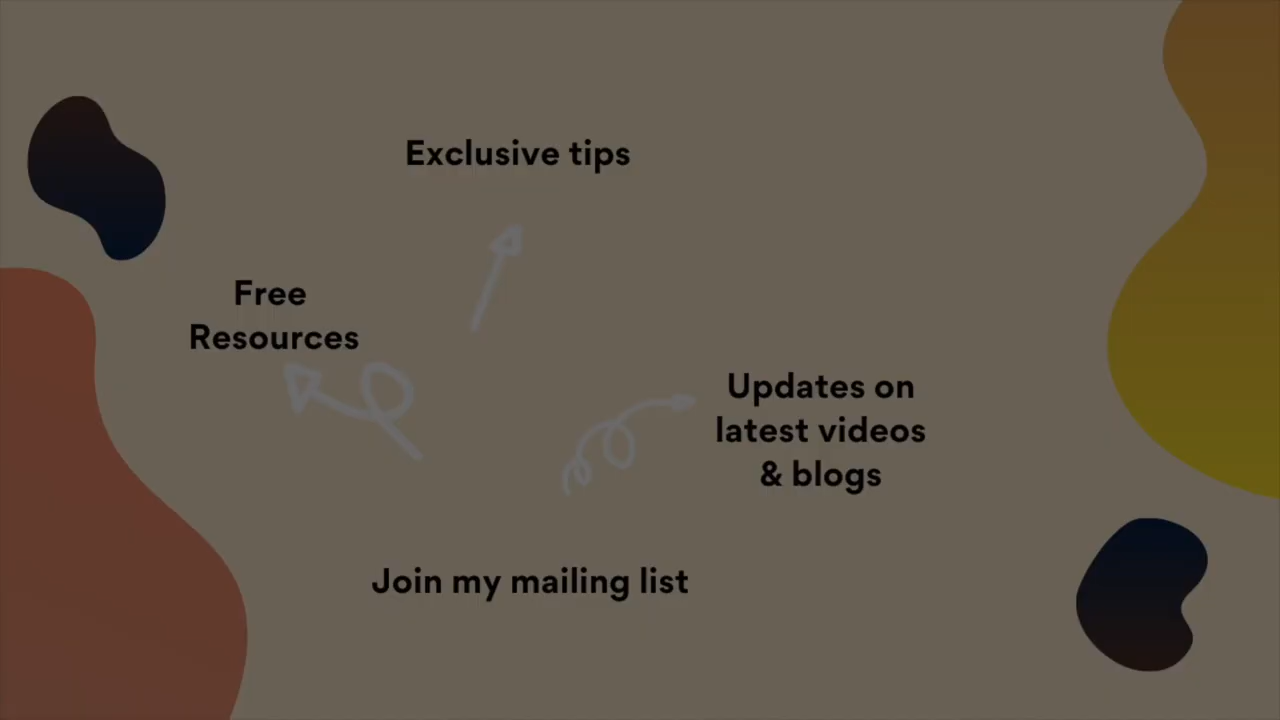 Exclusive tips
Free
Resources
Updates on
latest videos
& blogs
Join my mailing list